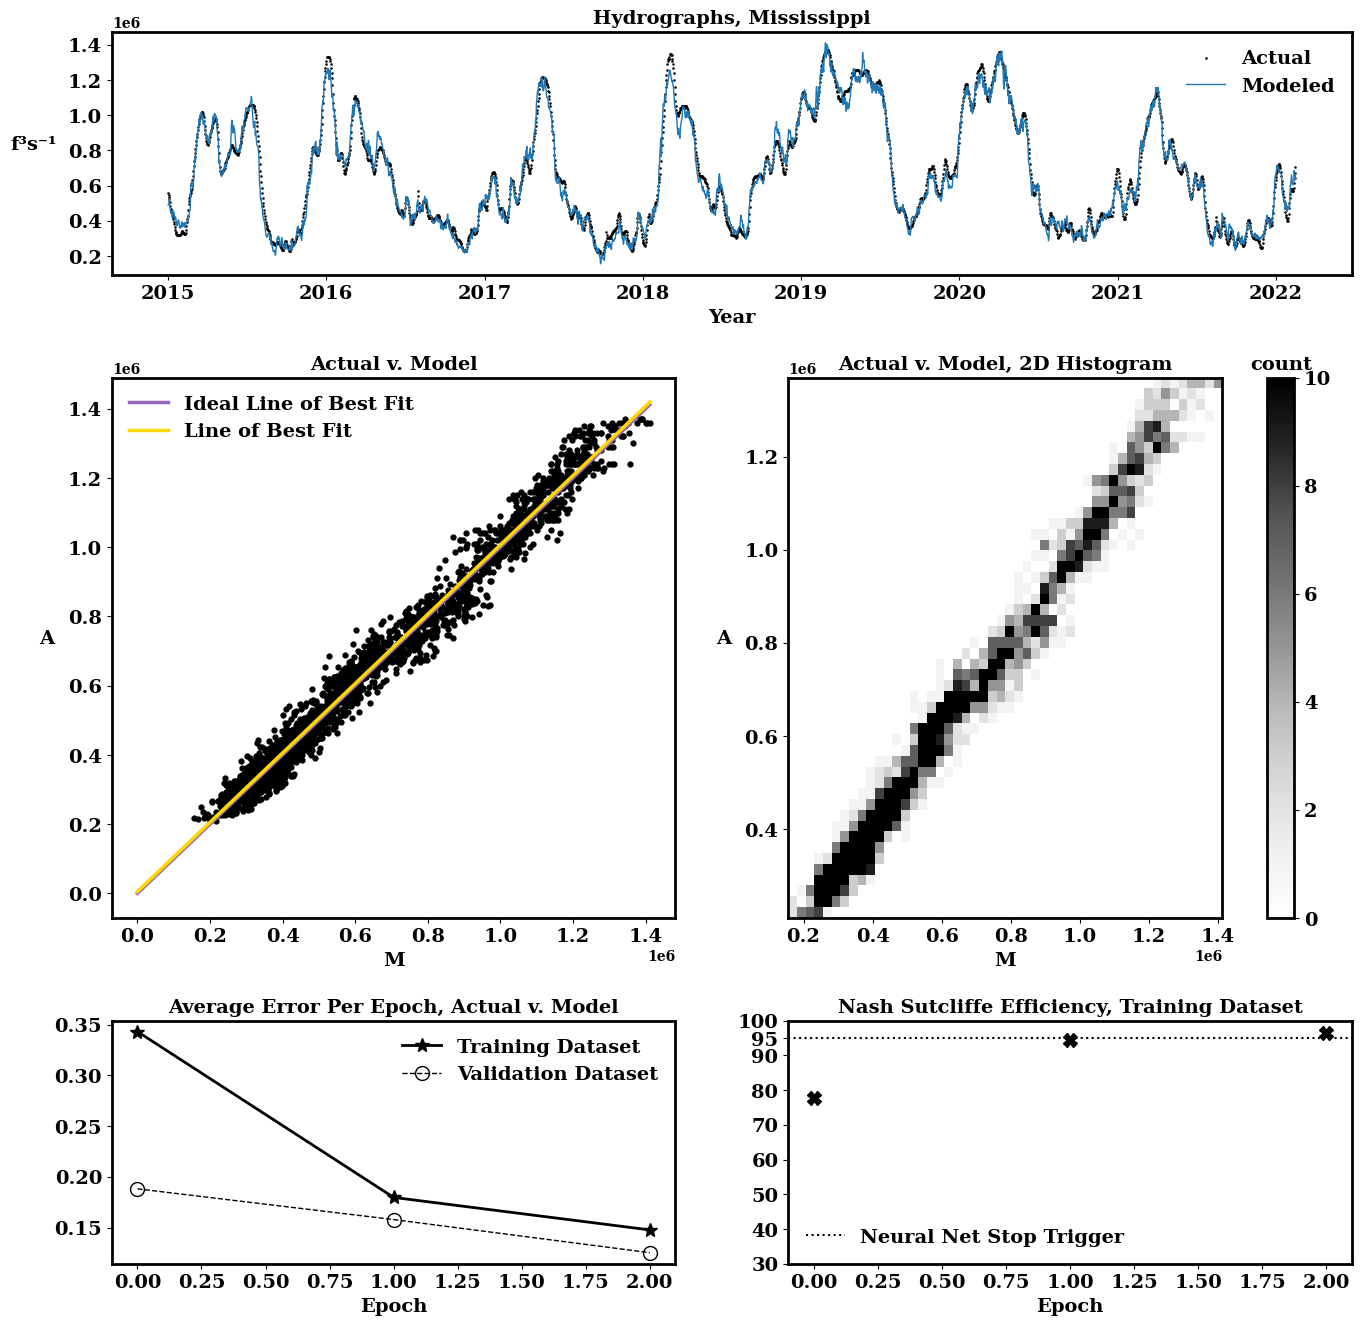 Hydrographs, Mississippi
1e6
1.4
1.2
1.0
0.8
0.6
0.4
0.2
f³s⁻¹
Actual
Modeled
2015 2016 2017 2018 2019 2020 2021 2022
Year
Actual v. Model
1e6
1.4
1.2
1.0
0.8
0.6
0.4
0.2
0.0
A
Ideal Line of Best Fit
Line of Best Fit
0.0 0.2 0.4 0.6 0.8 1.0 1.2 1.4
M
1e6
Actual v. Model, 2D Histogram
1e6
1.2
1.0
0.8
0.6
0.4
A
0.2 0.4 0.6 0.8 1.0 1.2 1.4
M
1e6
count
10
8
6
4
2
0
Average Error Per Epoch, Actual v. Model
0.35
0.30
0.25
0.20
0.15
Training Dataset
Validation Dataset
0.00 0.25 0.50 0.75 1.00 1.25 1.50 1.75 2.00
Epoch
Nash Sutcliffe Efficiency, Training Dataset
100
95
90
80
70
60
50
40
30
Neural Net Stop Trigger
0.00 0.25 0.50 0.75 1.00 1.25 1.50 1.75 2.00
Epoch